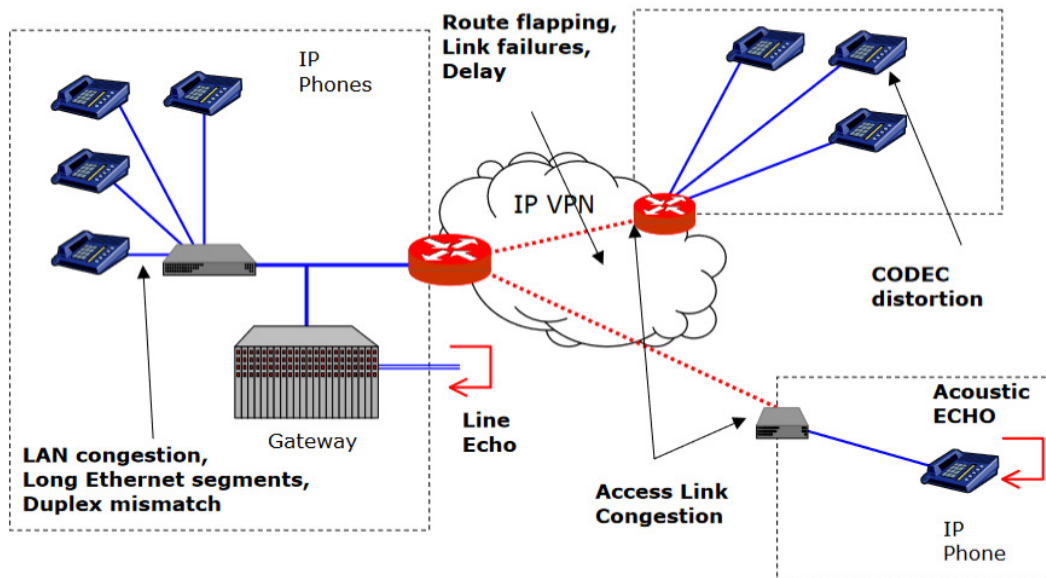 Route flapping,
Link failures,
Delay
IP
Phones
IP VPN
CODEC
distortion
Gateway
Line
Echo
LAN congestion,
Long Ethernet segments,
Duplex mismatch
Access Link
Congestion
Acoustic
ECHO
IP
Phone